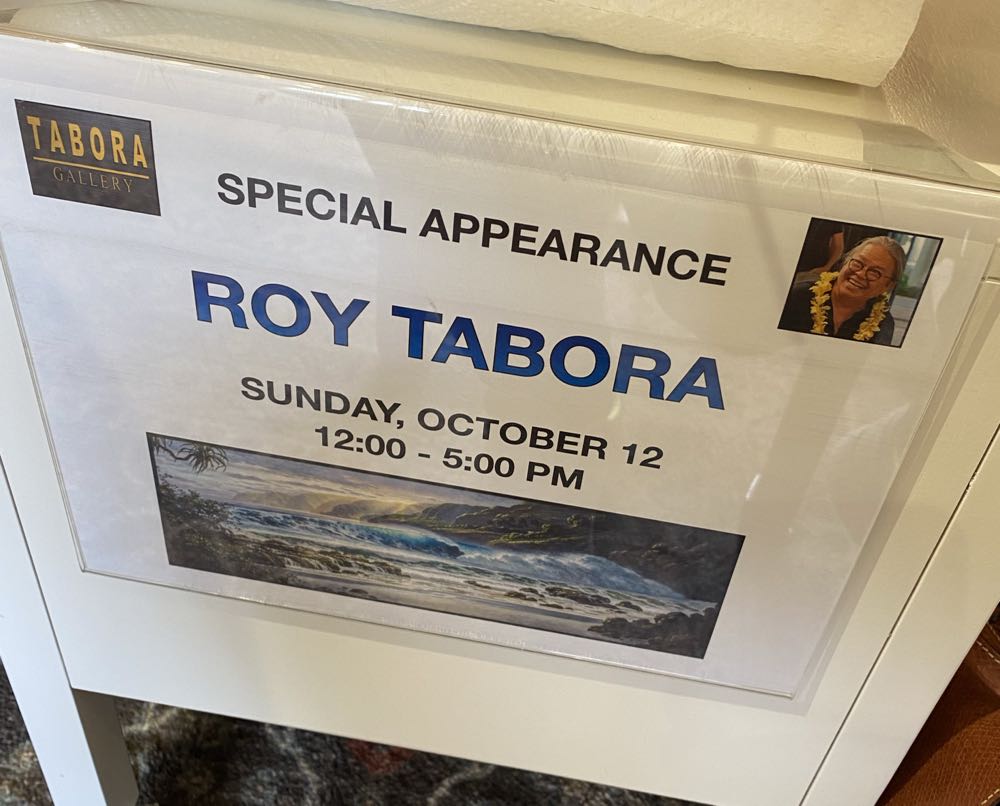 TABORA
GALLERY
SPECIAL APPEARANCE
ROY TABORA
SUNDAY, OCTOBER 12
12:00 - 5:00 PM